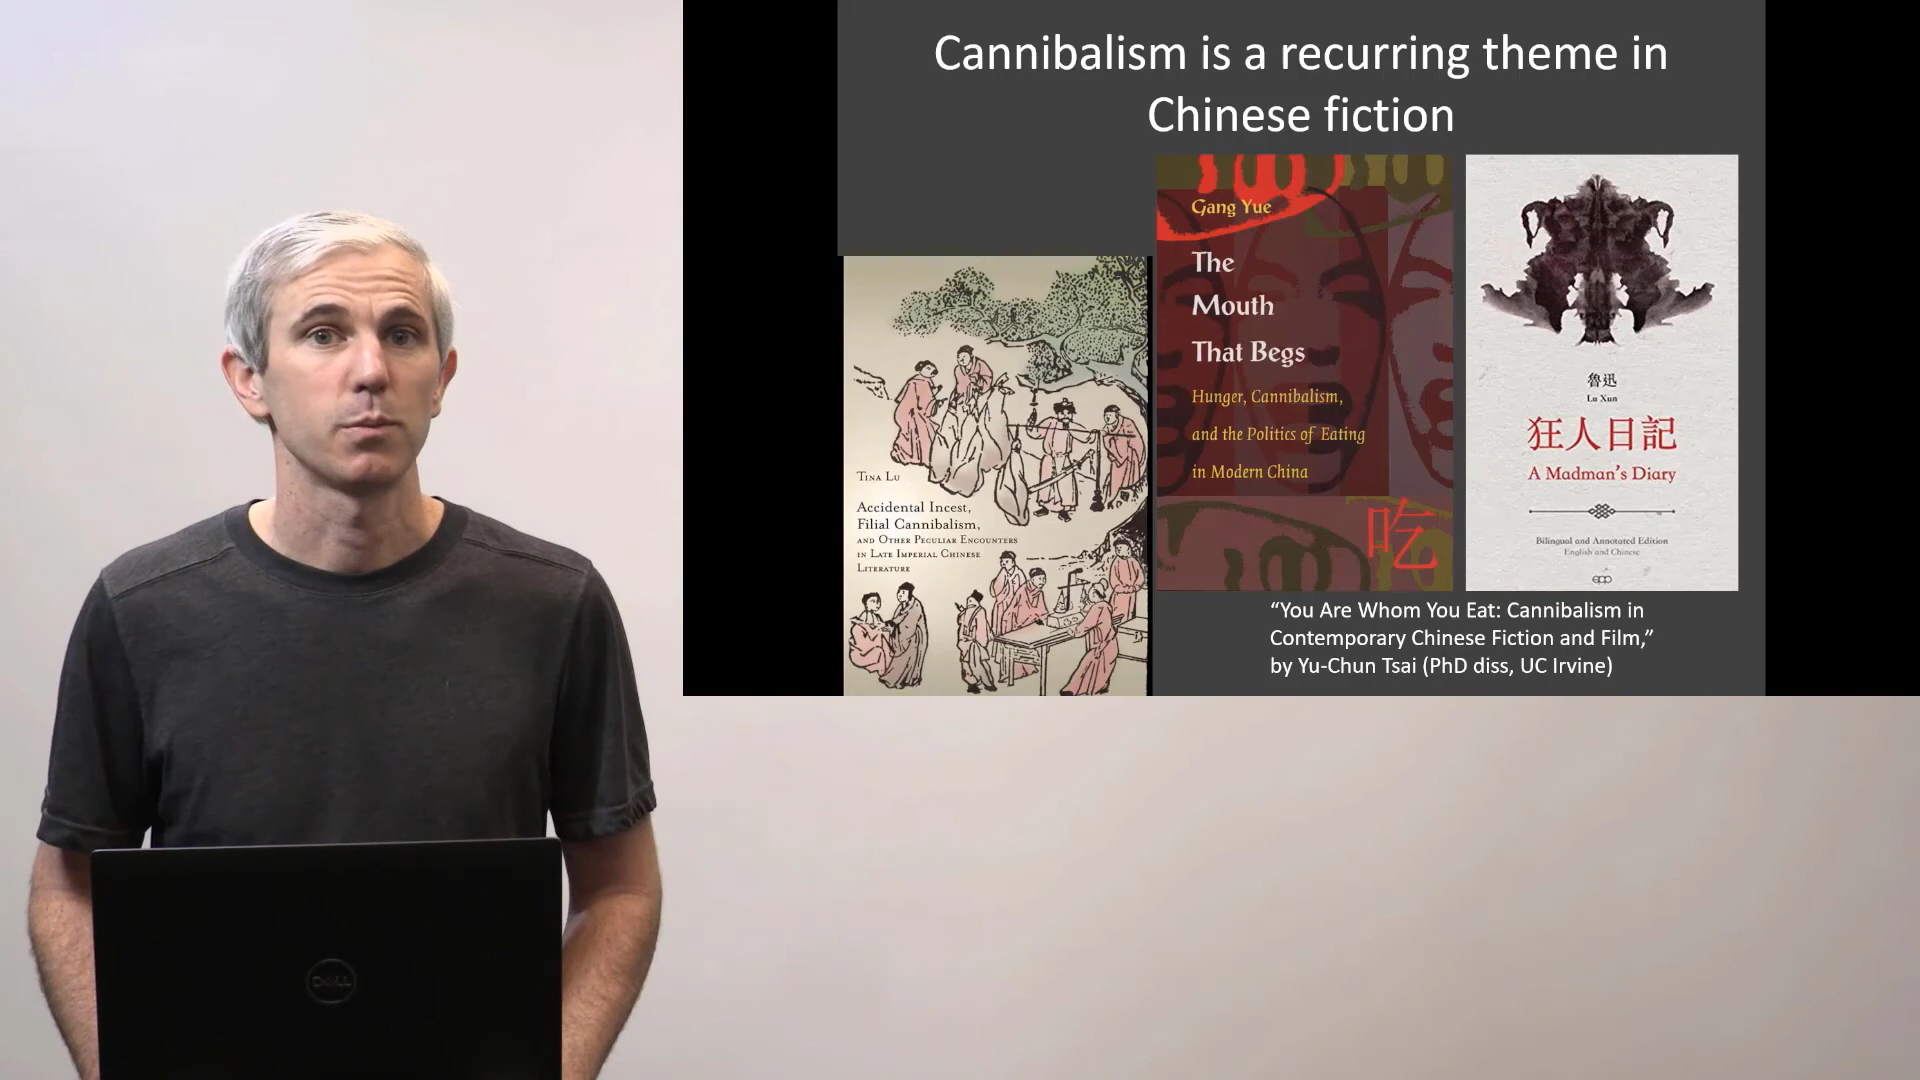 Cannibalism is a recurring theme in
Chinese fiction
TINA LU
ACCIDENTAL INCEST,
FILIAL CANNIBALISM,
AND OTHER PECULIAR ENCOUNTERS
IN LATE IMPERIAL CHINESE
LITERATURE
Gang Yue
The
Mouth
That Begs
Hunger, Cannibalism,
and the Politics of Eating
in Modern China
吃
魯迅
Lu Xun
狂人日記
A Madman's Diary
Bilingual and Annotated Edition
English and Chinese
“You Are Whom You Eat: Cannibalism in
Contemporary Chinese Fiction and Film,”
by Yu-Chun Tsai (PhD diss, UC Irvine)
DELL